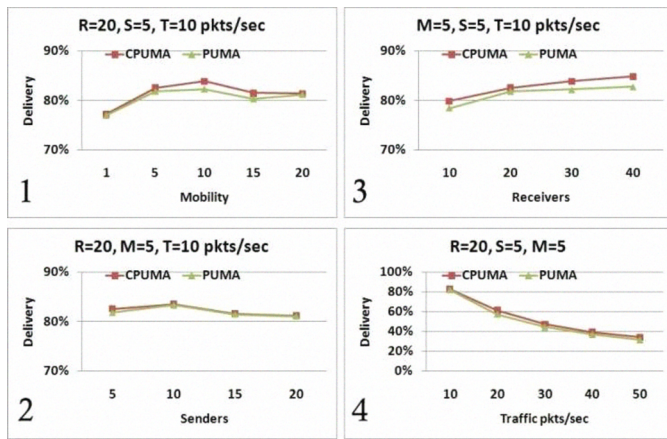 R=20, S=5, T=10 pkts/sec
90%
CPUMA PUMA
80%
70%
Delivery
1 5 10 15 20
Mobility
1
M=5, S=5, T=10 pkts/sec
90%
CPUMA PUMA
80%
70%
Delivery
10 20 30 40
Receivers
3
R=20, M=5, T=10 pkts/sec
90%
CPUMA PUMA
80%
70%
Delivery
5 10 15 20
Senders
2
R=20, S=5, M=5
100%
CPUMA PUMA
80%
60%
40%
20%
0%
Delivery
10 20 30 40 50
Traffic pkts/sec
4